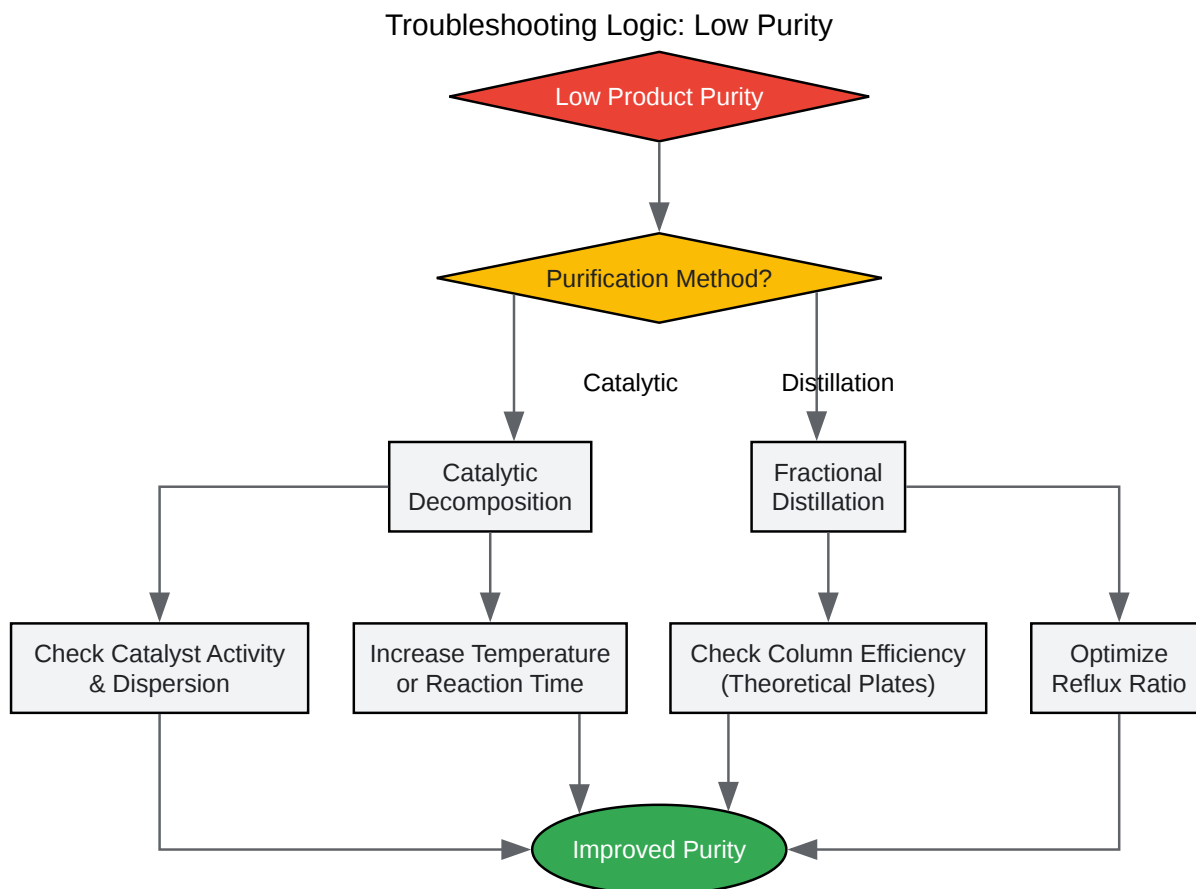 Troubleshooting Logic: Low Purity
Low Product Purity
Purification Method?
Catalytic
Distillation
Catalytic
Decomposition
Fractional
Distillation
Check Catalyst Activity
& Dispersion
Increase Temperature
or Reaction Time
Check Column Efficiency
(Theoretical Plates)
Optimize
Reflux Ratio
Improved Purity